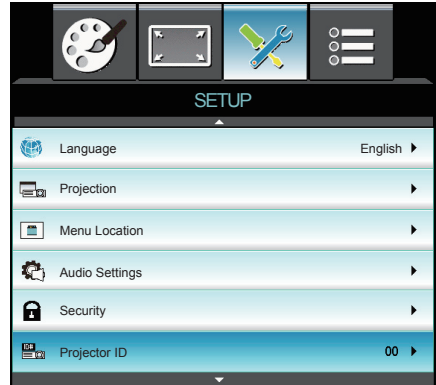 SETUP
Language English
Projection
Menu Location
Audio Settings
Security
Projector ID 00